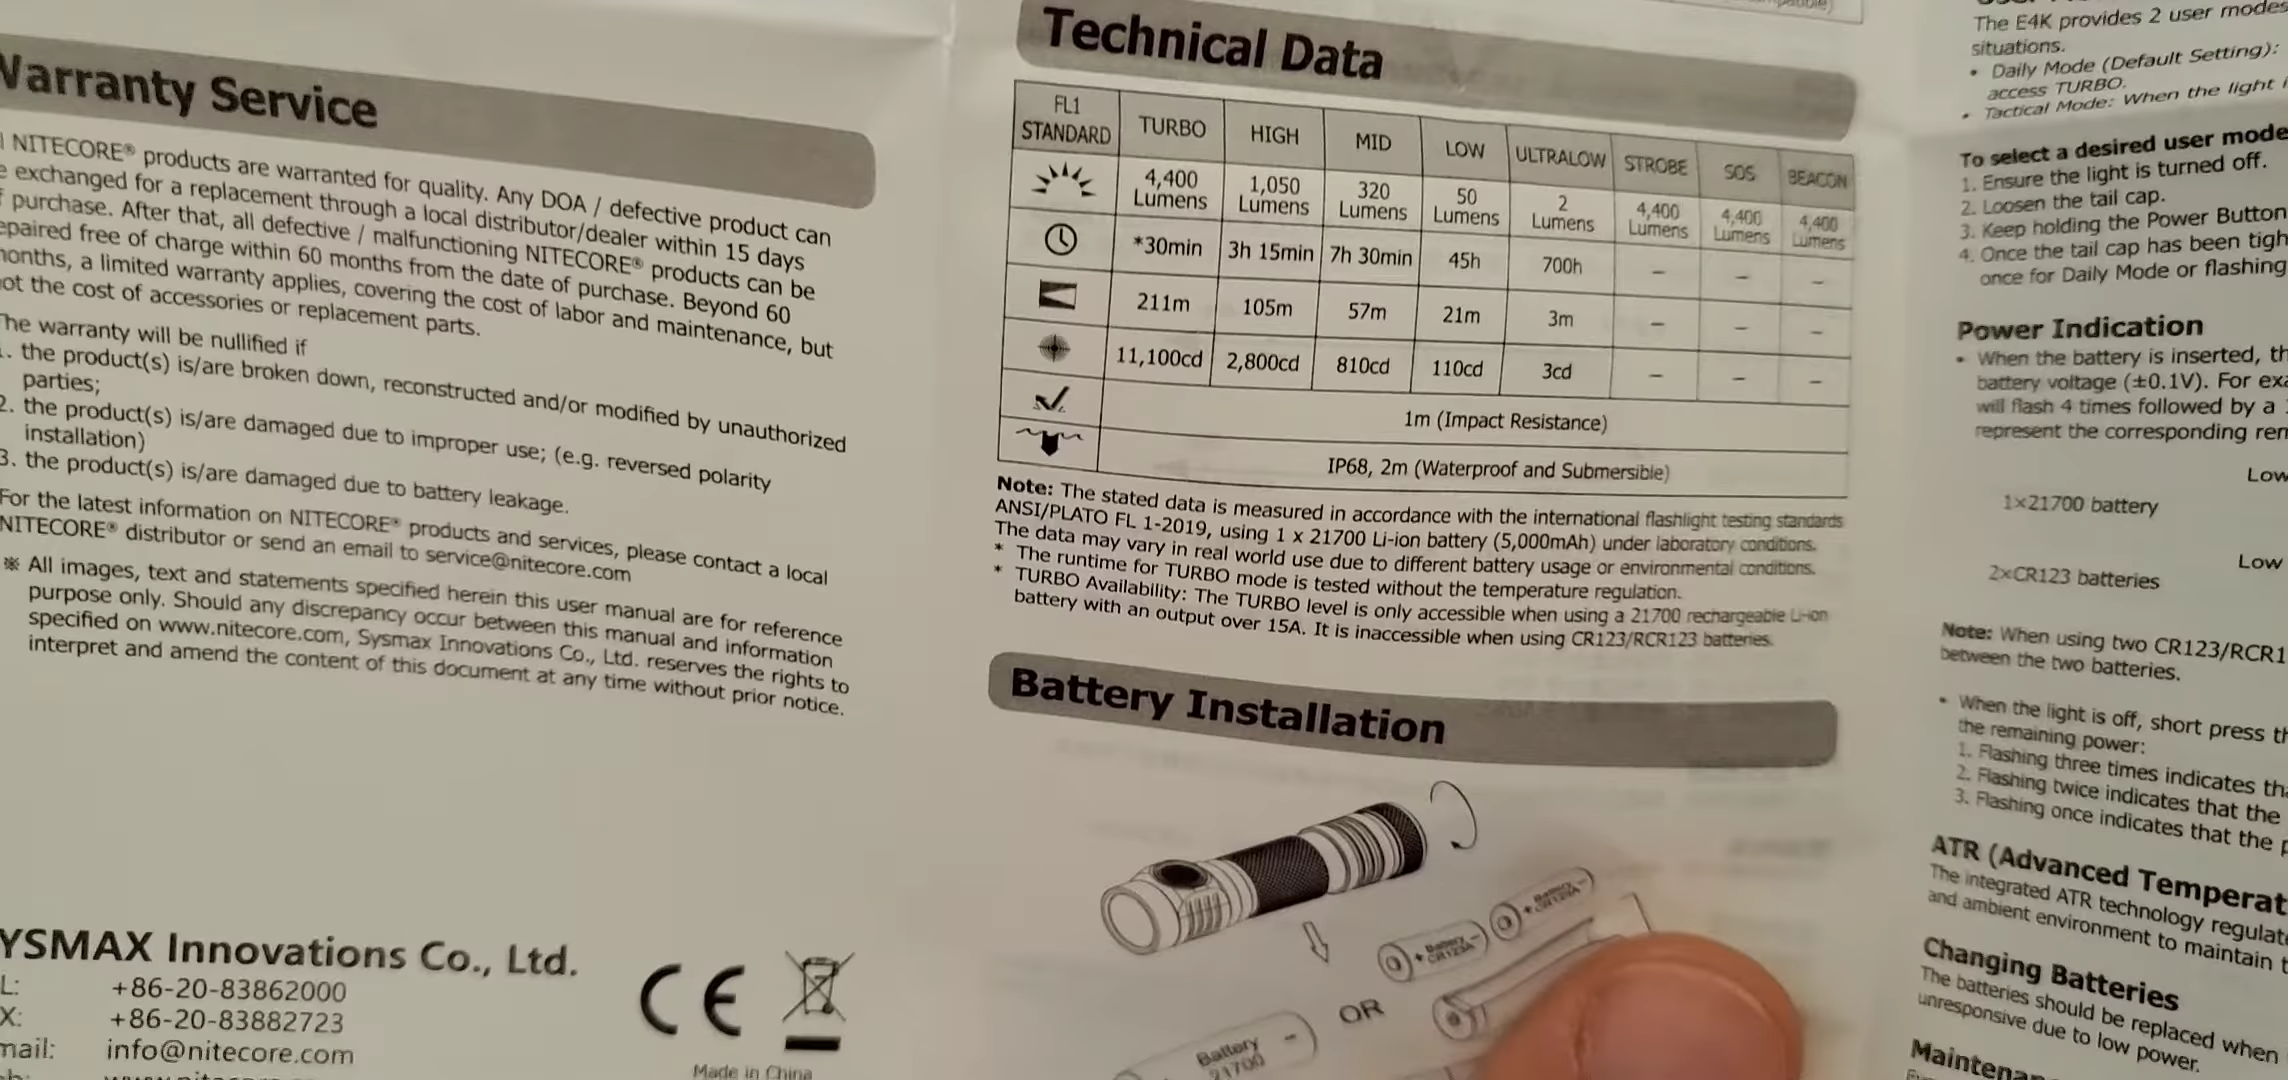 Warranty Service
NITECORE® products are warranted for quality. Any DOA / defective product can
exchanged for a replacement through a local distributor/dealer within 15 days
purchase. After that, all defective / malfunctioning NITECORE® products can be
repaired free of charge within 60 months from the date of purchase. Beyond 60
months, a limited warranty applies, covering the cost of labor and maintenance, but
not the cost of accessories or replacement parts.
The warranty will be nullified if
1. the product(s) is/are broken down, reconstructed and/or modified by unauthorized
parties;
2. the product(s) is/are damaged due to improper use; (e.g. reversed polarity
installation)
3. the product(s) is/are damaged due to battery leakage.
For the latest information on NITECORE® products and services, please contact a local
NITECORE® distributor or send an email to service@nitecore.com
※ All images, text and statements specified herein this user manual are for reference
purpose only. Should any discrepancy occur between this manual and information
specified on www.nitecore.com, Sysmax Innovations Co., Ltd. reserves the rights to
interpret and amend the content of this document at any time without prior notice.
YSMAX Innovations Co., Ltd.
L: +86-20-83862000
X: +86-20-83882723
mail: info@nitecore.com
CE
Made in China
Technical Data
FL1 STANDARD TURBO HIGH MID LOW ULTRALOW STROBE SOS BEACON
4,400 Lumens 1,050 Lumens 320 Lumens 50 Lumens 2 Lumens 4,400 Lumens 4,400 Lumens 4,400 Lumens
*30min 3h 15min 7h 30min 45h 700h – – –
211m 105m 57m 21m 3m – – –
11,100cd 2,800cd 810cd 110cd 3cd – – –
1m (Impact Resistance)
IP68, 2m (Waterproof and Submersible)
Note: The stated data is measured in accordance with the international flashlight testing standards
ANSI/PLATO FL 1-2019, using 1 x 21700 Li-ion battery (5,000mAh) under laboratory conditions.
The data may vary in real world use due to different battery usage or environmental conditions.
* The runtime for TURBO mode is tested without the temperature regulation.
* TURBO Availability: The TURBO level is only accessible when using a 21700 rechargeable Li-ion
battery with an output over 15A. It is inaccessible when using CR123/RCR123 batteries.
Battery Installation
+ Battery CR123A –
+ Battery CR123A –
OR
Battery 21700 –
The E4K provides 2 user modes
situations.
• Daily Mode (Default Setting):
access TURBO.
• Tactical Mode: When the light
To select a desired user mode
1. Ensure the light is turned off.
2. Loosen the tail cap.
3. Keep holding the Power Button
4. Once the tail cap has been
once for Daily Mode or flashing
Power Indication
• When the battery is inserted,
battery voltage (±0.1V). For
will flash 4 times followed by a
represent the corresponding
Low
1×21700 battery
Low
2×CR123 batteries
Note: When using two
between the two batteries.
• When the light is off, short press
the remaining power:
1. Flashing three times indicates
2. Flashing twice indicates that the
3. Flashing once indicates that the
ATR (Advanced Temperat
The integrated ATR technology
and ambient environment to maintain
Changing Batteries
The batteries should be replaced when
unresponsive due to low power.
Maintenan